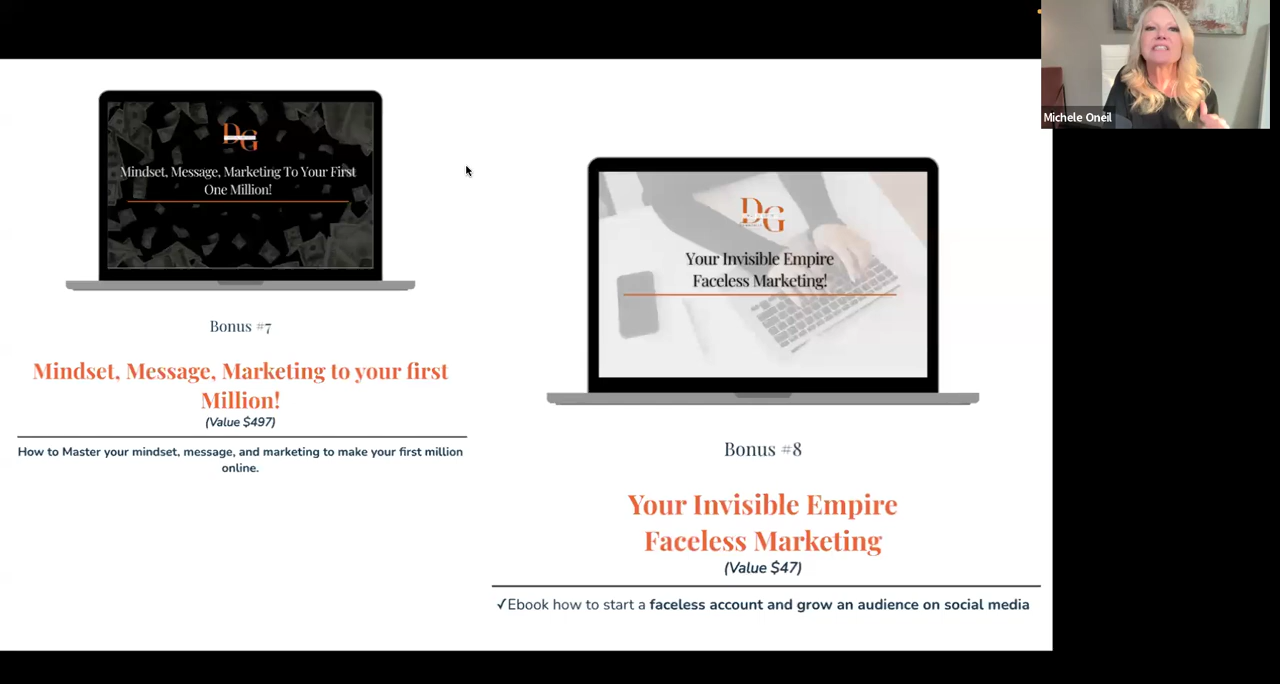 Michele Oneil
DG
Mindset, Message, Marketing To Your First
One Million!
Bonus #7
Mindset, Message, Marketing to your first
Million!
(Value $497)
How to Master your mindset, message, and marketing to make your first million
online.
DG
Your Invisible Empire
Faceless Marketing!
Bonus #8
Your Invisible Empire
Faceless Marketing
(Value $47)
✓Ebook how to start a faceless account and grow an audience on social media